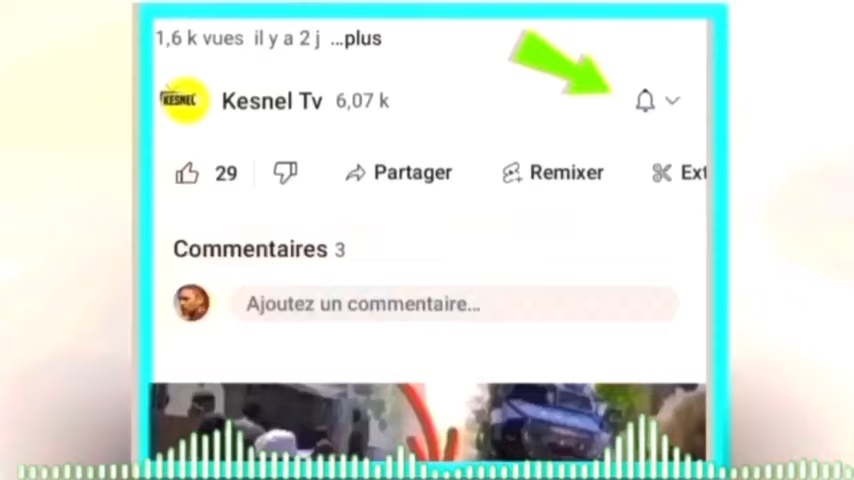 1,6 k vues il y a 2 j ...plus
KESNEL
Kesnel Tv 6,07 k
29 Partager Remixer Ext
Commentaires 3
Ajoutez un commentaire...